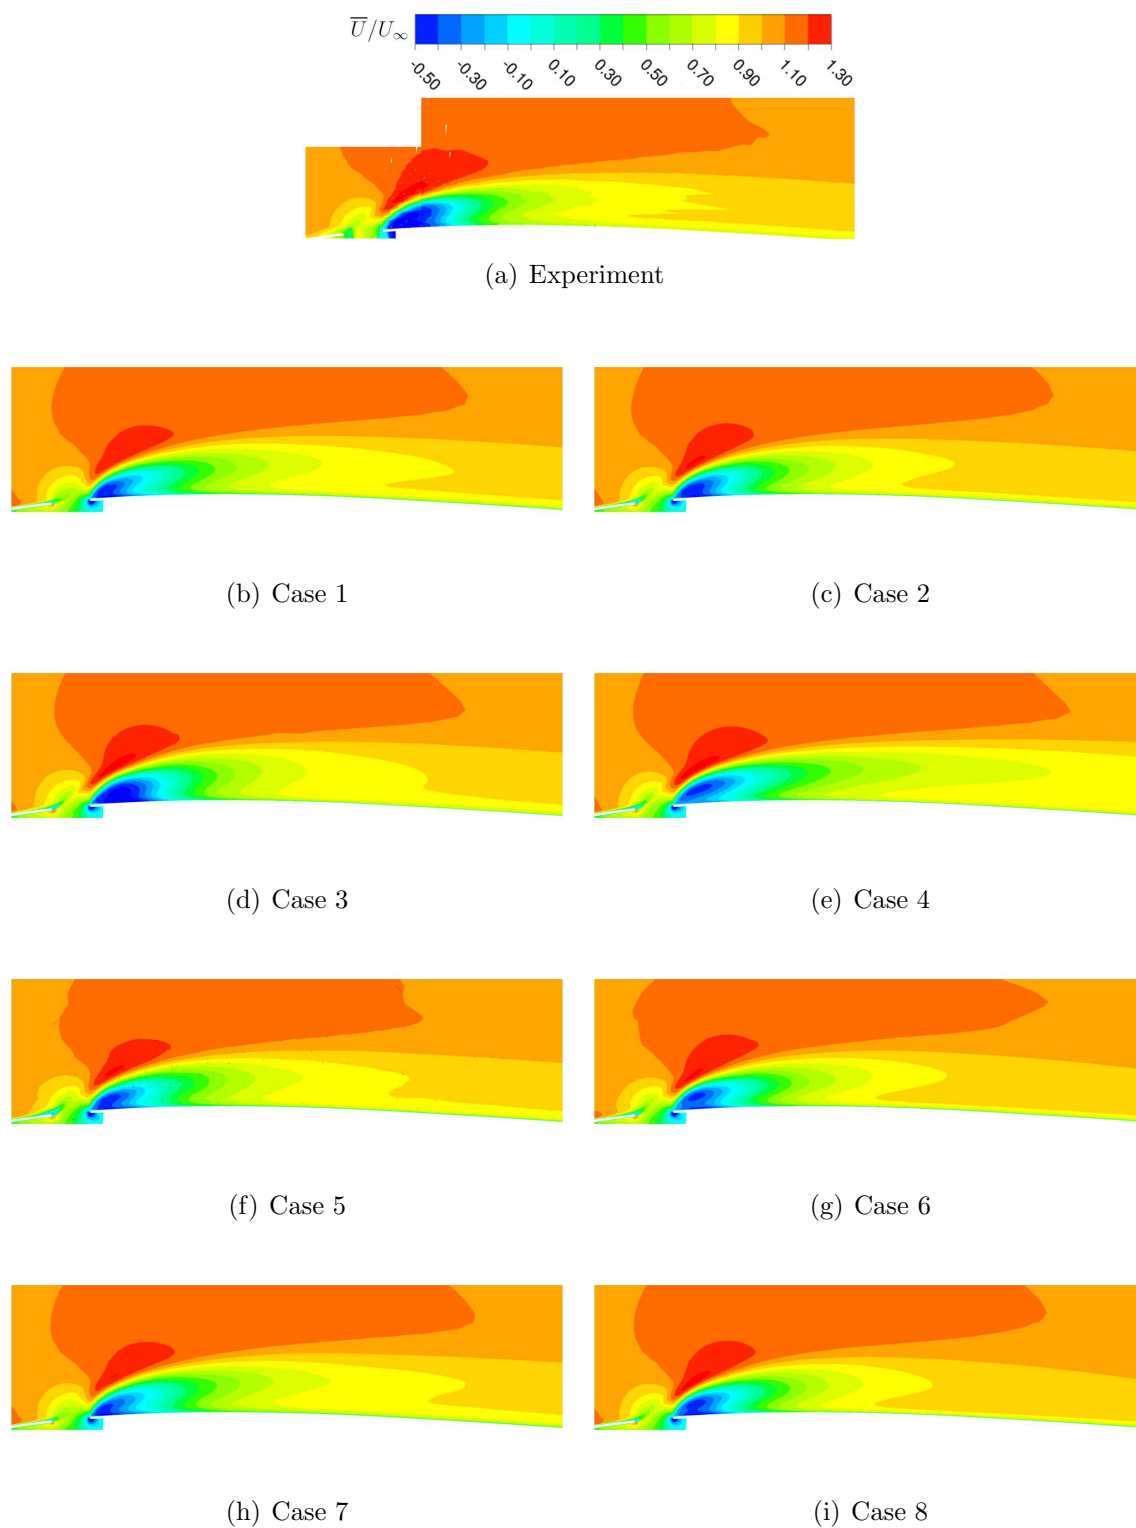 U̅/U∞
-0.50 -0.30 -0.10 0.10 0.30 0.50 0.70 0.90 1.10 1.30
(a) Experiment
(b) Case 1
(c) Case 2
(d) Case 3
(e) Case 4
(f) Case 5
(g) Case 6
(h) Case 7
(i) Case 8